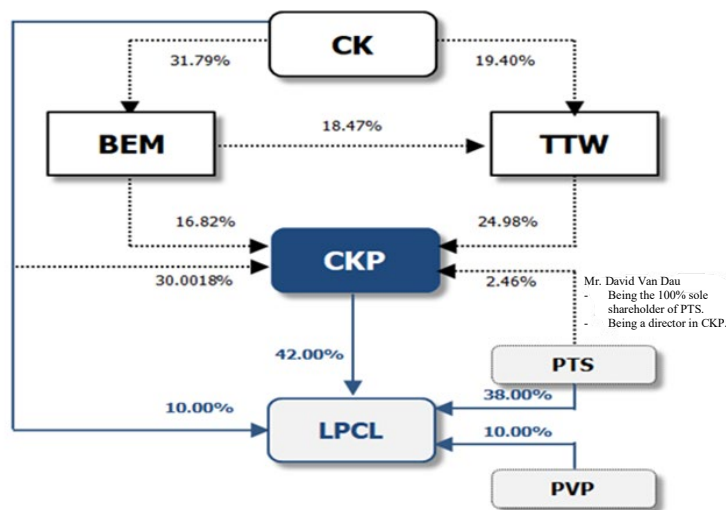 CK
31.79%
19.40%
BEM
18.47%
TTW
16.82%
24.98%
CKP
30.0018%
2.46%
Mr. David Van Dau
- Being the 100% sole
shareholder of PTS.
- Being a director in CKP.
42.00%
PTS
38.00%
10.00%
LPCL
10.00%
PVP